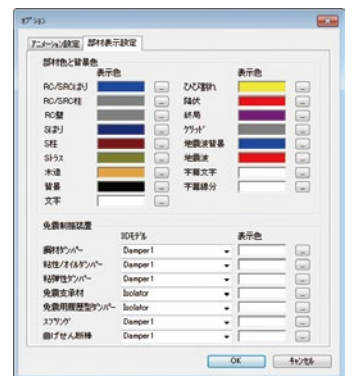 オプション
アニメーション設定 部材表示設定
部材色と背景色
表示色 表示色
RC/SRCはり ひび割れ
RC/SRC柱 降伏
RC壁 終局
Sはり グリッド
S柱 地震波背景
Sトラス 地震波
木造 字幕文字
背景 字幕縁分
文字
免震制振装置
3Dモデル 表示色
鋼材ダンパー Damper1
粘性/オイルダンパー Damper1
粘弾性ダンパー Damper1
免震支承材 Isolator
免震用履歴型ダンパー Isolator
スプリング Damper1
曲げせん断棒 Damper1
OK キャンセル